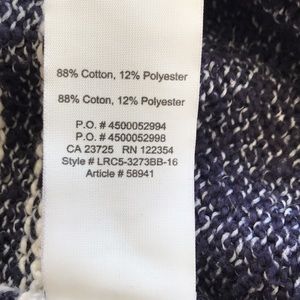 88% Cotton, 12% Polyester
88% Coton, 12% Polyester
P.O. # 4500052994
P.O. # 4500052998
CA 23725 RN 122354
Style # LRC5-3273BB-16
Article # 58941